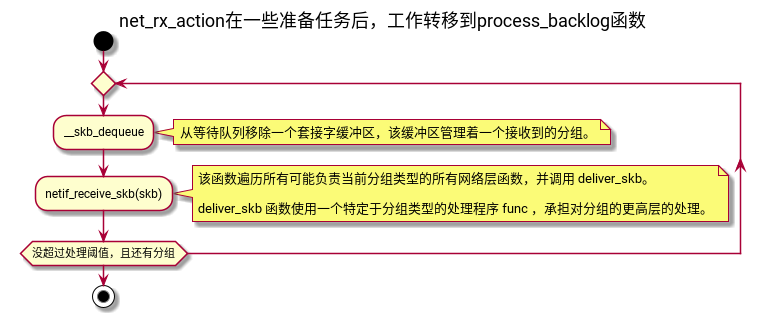 net_rx_action在一些准备任务后，工作转移到process_backlog函数
__skb_dequeue
从等待队列移除一个套接字缓冲区，该缓冲区管理着一个接收到的分组。
netif_receive_skb(skb)
该函数遍历所有可能负责当前分组类型的所有网络层函数，并调用 deliver_skb。
deliver_skb 函数使用一个特定于分组类型的处理程序 func ，承担对分组的更高层的处理。
没超过处理阈值，且还有分组